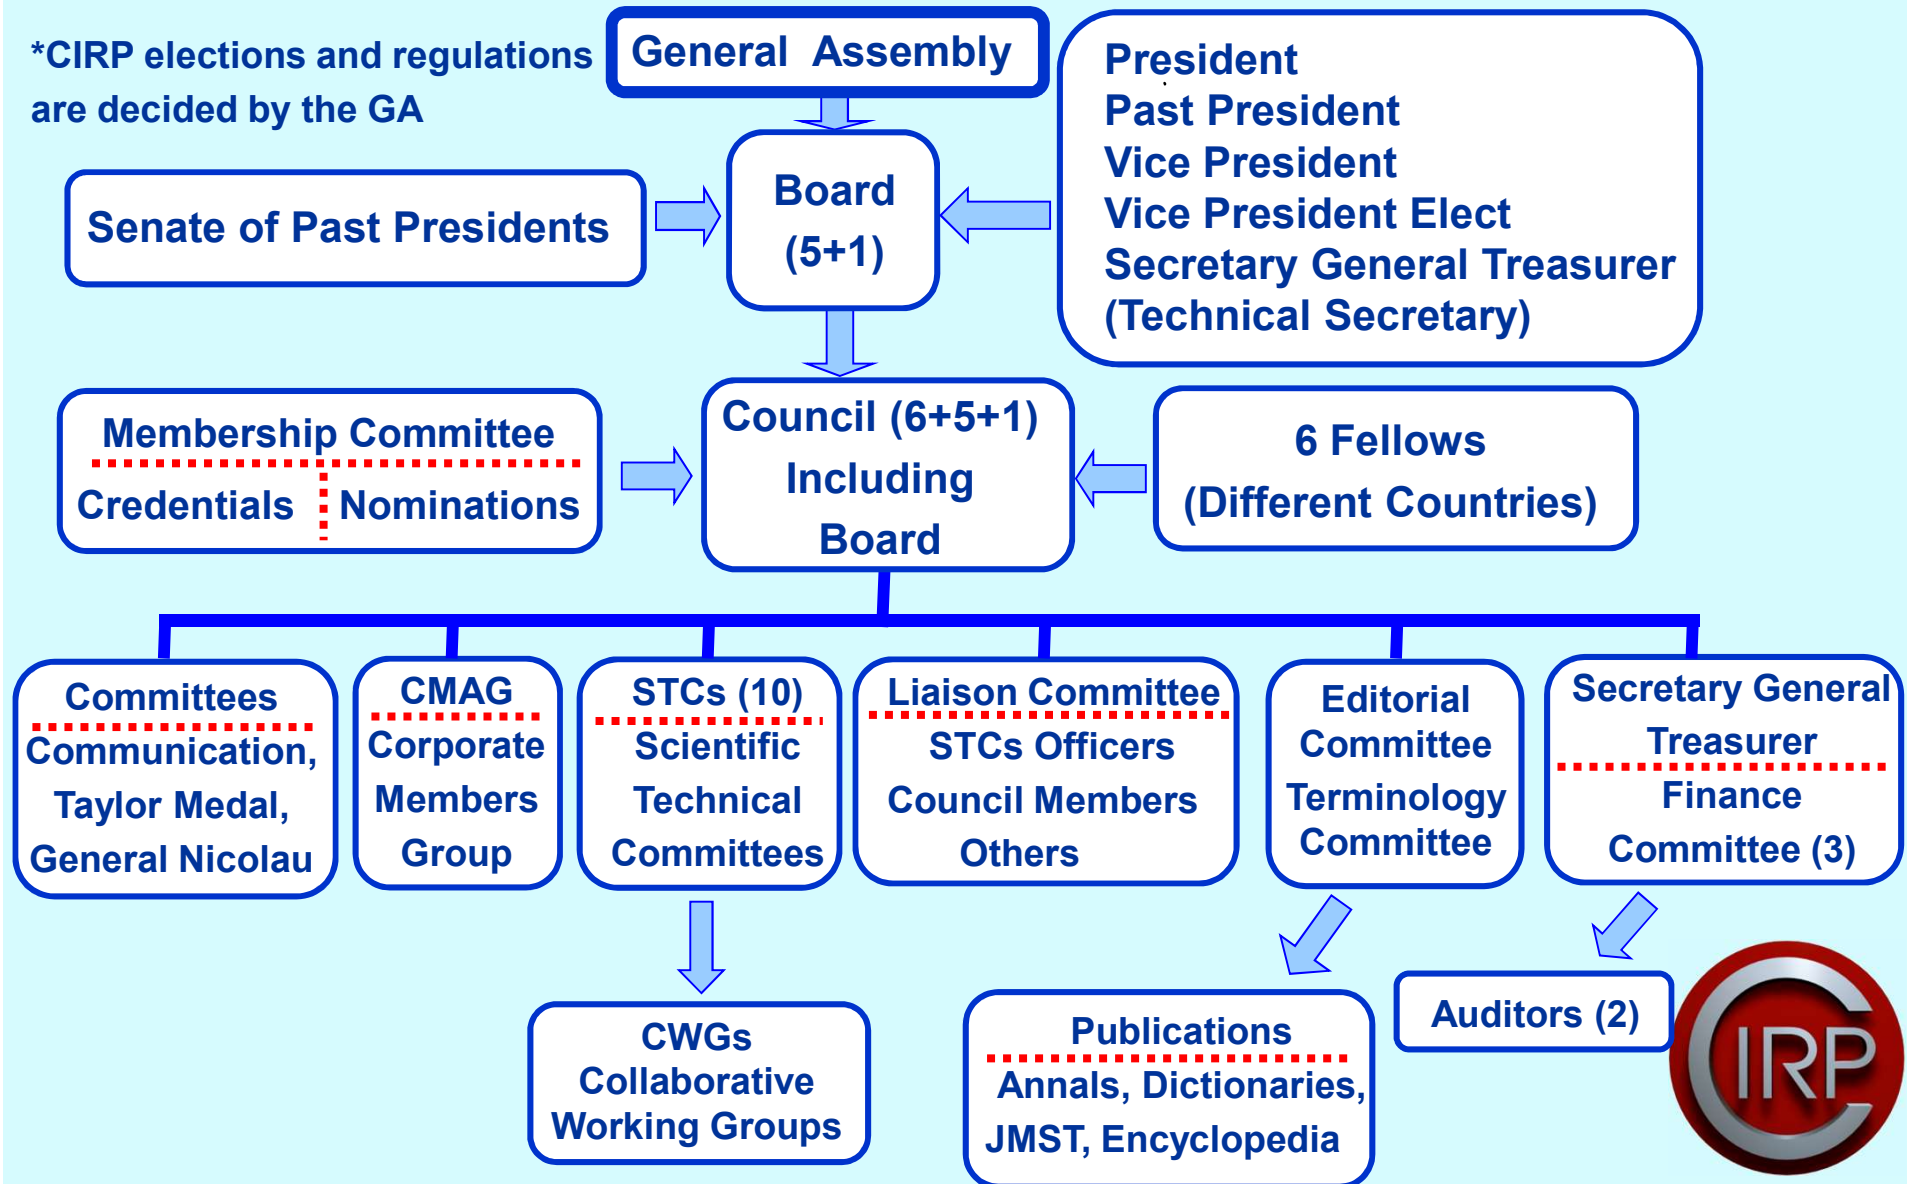 *CIRP elections and regulations
are decided by the GA
General Assembly
President
Past President
Vice President
Vice President Elect
Secretary General Treasurer
(Technical Secretary)
Board
(5+1)
Senate of Past Presidents
Membership Committee
Credentials
Nominations
Council (6+5+1)
Including
Board
6 Fellows
(Different Countries)
Committees
Communication,
Taylor Medal,
General Nicolau
CMAG
Corporate
Members
Group
STCs (10)
Scientific
Technical
Committees
Liaison Committee
STCs Officers
Council Members
Others
Editorial
Committee
Terminology
Committee
Secretary General
Treasurer
Finance
Committee (3)
CWGs
Collaborative
Working Groups
Publications
Annals, Dictionaries,
JMST, Encyclopedia
Auditors (2)
CIRP